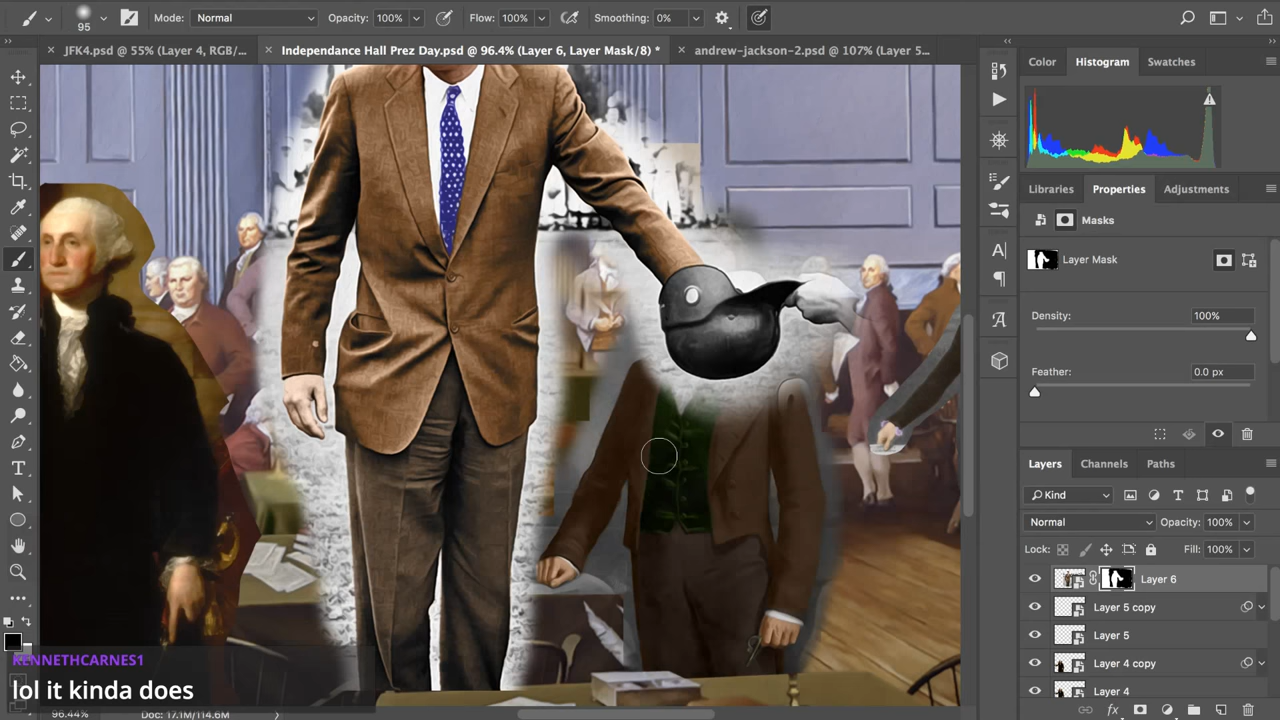 95
Mode:
Normal
Opacity:
100%
Flow:
100%
Smoothing:
0%
JFK4.psd @ 55% (Layer 4, RGB/...
Independance Hall Prez Day.psd @ 96.4% (Layer 6, Layer Mask/8) *
andrew-jackson-2.psd @ 107% (Layer 5...
Color
Histogram
Swatches
Libraries
Properties
Adjustments
Masks
Layer Mask
Density:
100%
Feather:
0.0 px
Layers
Channels
Paths
Kind
Normal
Opacity:
100%
Lock:
Fill:
100%
Layer 6
Layer 5 copy
Layer 5
Layer 4 copy
Layer 4
KENNETHCARNES1
lol it kinda does
96.44%
Doc: 17.1M/114.6M